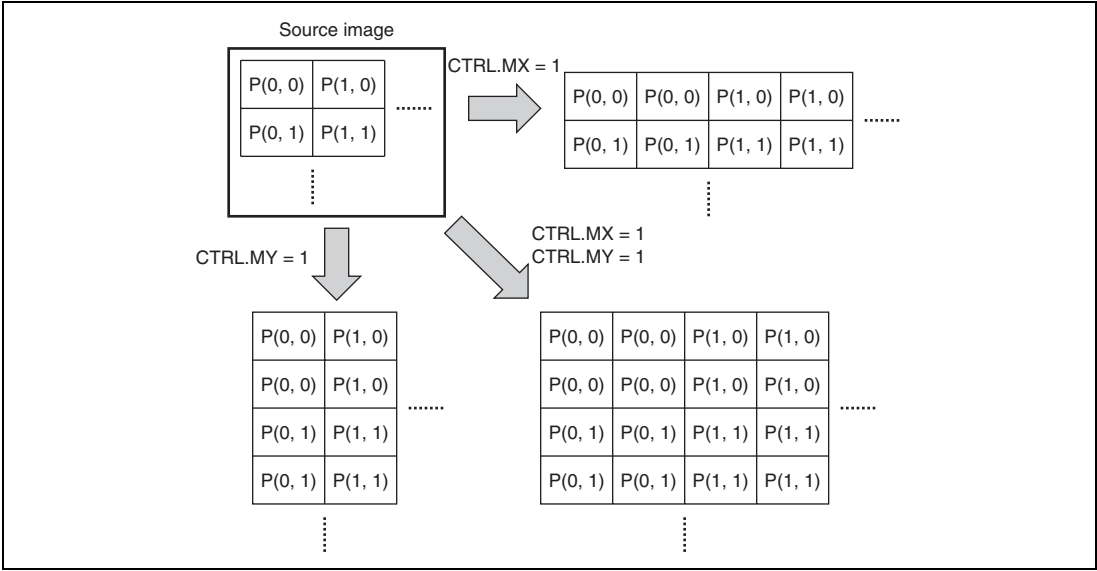 Source image
P(0, 0) P(1, 0)
P(0, 1) P(1, 1)
CTRL.MX = 1
P(0, 0) P(0, 0) P(1, 0) P(1, 0)
P(0, 1) P(0, 1) P(1, 1) P(1, 1)
CTRL.MY = 1
CTRL.MX = 1
CTRL.MY = 1
P(0, 0) P(1, 0)
P(0, 0) P(1, 0)
P(0, 1) P(1, 1)
P(0, 1) P(1, 1)
P(0, 0) P(0, 0) P(1, 0) P(1, 0)
P(0, 0) P(0, 0) P(1, 0) P(1, 0)
P(0, 1) P(0, 1) P(1, 1) P(1, 1)
P(0, 1) P(0, 1) P(1, 1) P(1, 1)